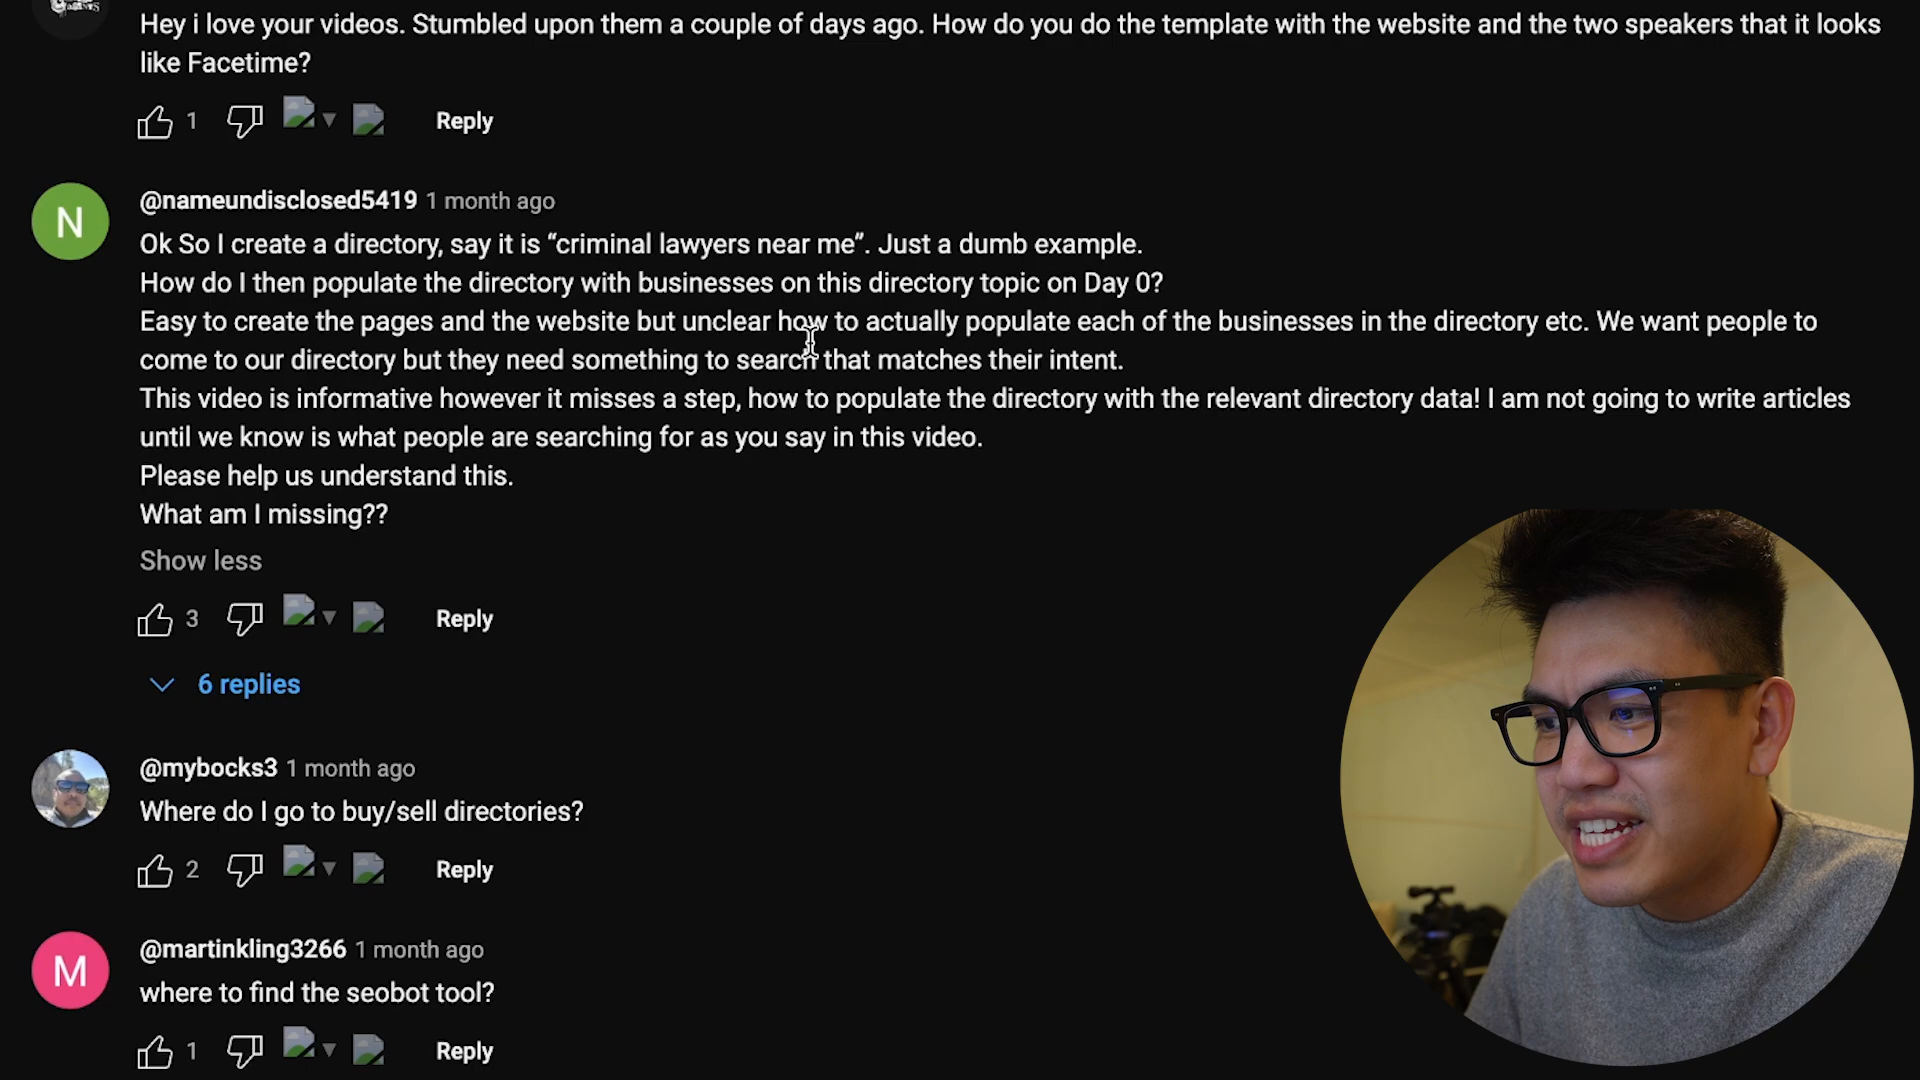 Hey i love your videos. Stumbled upon them a couple of days ago. How do you do the template with the website and the two speakers that it looks
like Facetime?
1
Reply
N
@nameundisclosed5419 1 month ago
Ok So I create a directory, say it is “criminal lawyers near me”. Just a dumb example.
How do I then populate the directory with businesses on this directory topic on Day 0?
Easy to create the pages and the website but unclear how to actually populate each of the businesses in the directory etc. We want people to
come to our directory but they need something to search that matches their intent.
This video is informative however it misses a step, how to populate the directory with the relevant directory data! I am not going to write articles
until we know is what people are searching for as you say in this video.
Please help us understand this.
What am I missing??
Show less
3
Reply
6 replies
@mybocks3 1 month ago
Where do I go to buy/sell directories?
2
Reply
M
@martinkling3266 1 month ago
where to find the seobot tool?
1
Reply